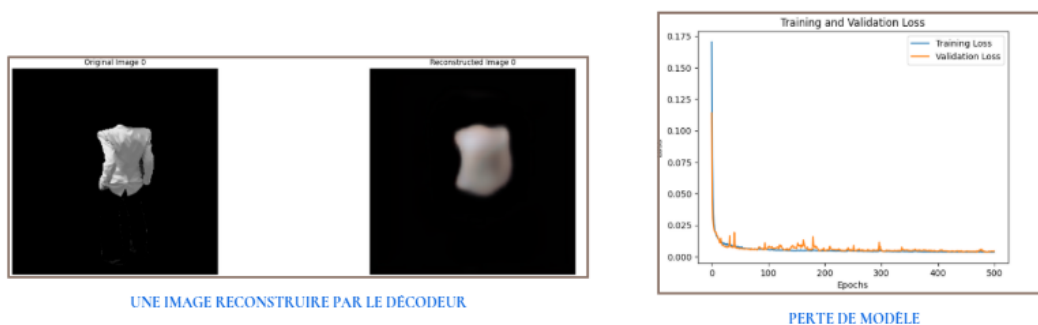 Original Image 0
Reconstructed Image 0
UNE IMAGE RECONSTRUIRE PAR LE DÉCODEUR
Training and Validation Loss
Training Loss
Validation Loss
0.175
0.150
0.125
0.100
0.075
0.050
0.025
0.000
0 100 200 300 400 500
Epochs
PERTE DE MODÈLE